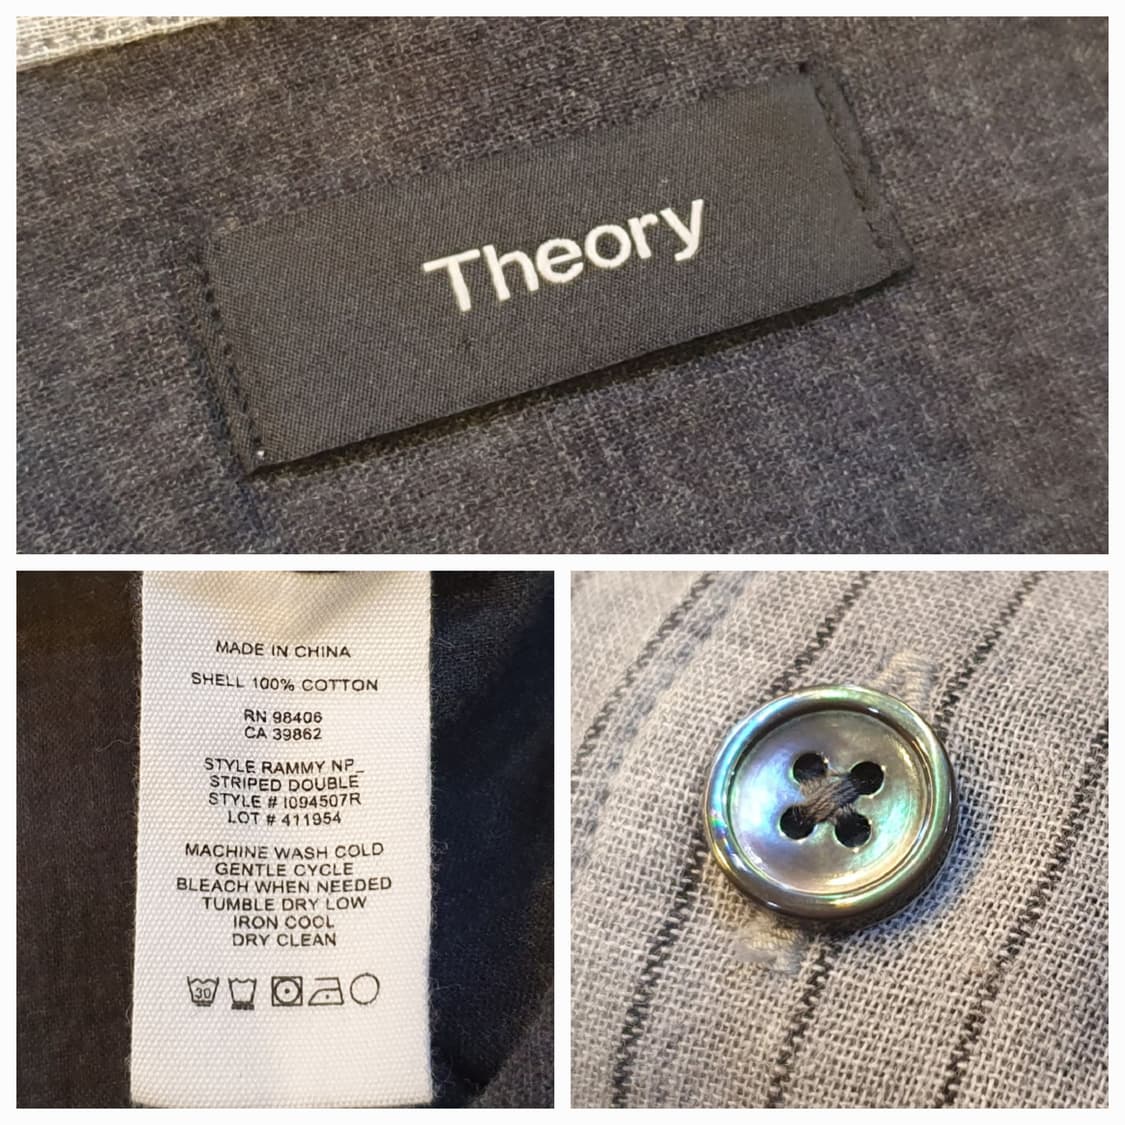 Theory
MADE IN CHINA
SHELL 100% COTTON
RN 98406
CA 39862
STYLE RAMMY NP_
STRIPED DOUBLE
STYLE # I094507R
LOT # 411954
MACHINE WASH COLD
GENTLE CYCLE
BLEACH WHEN NEEDED
TUMBLE DRY LOW
IRON COOL
DRY CLEAN
30